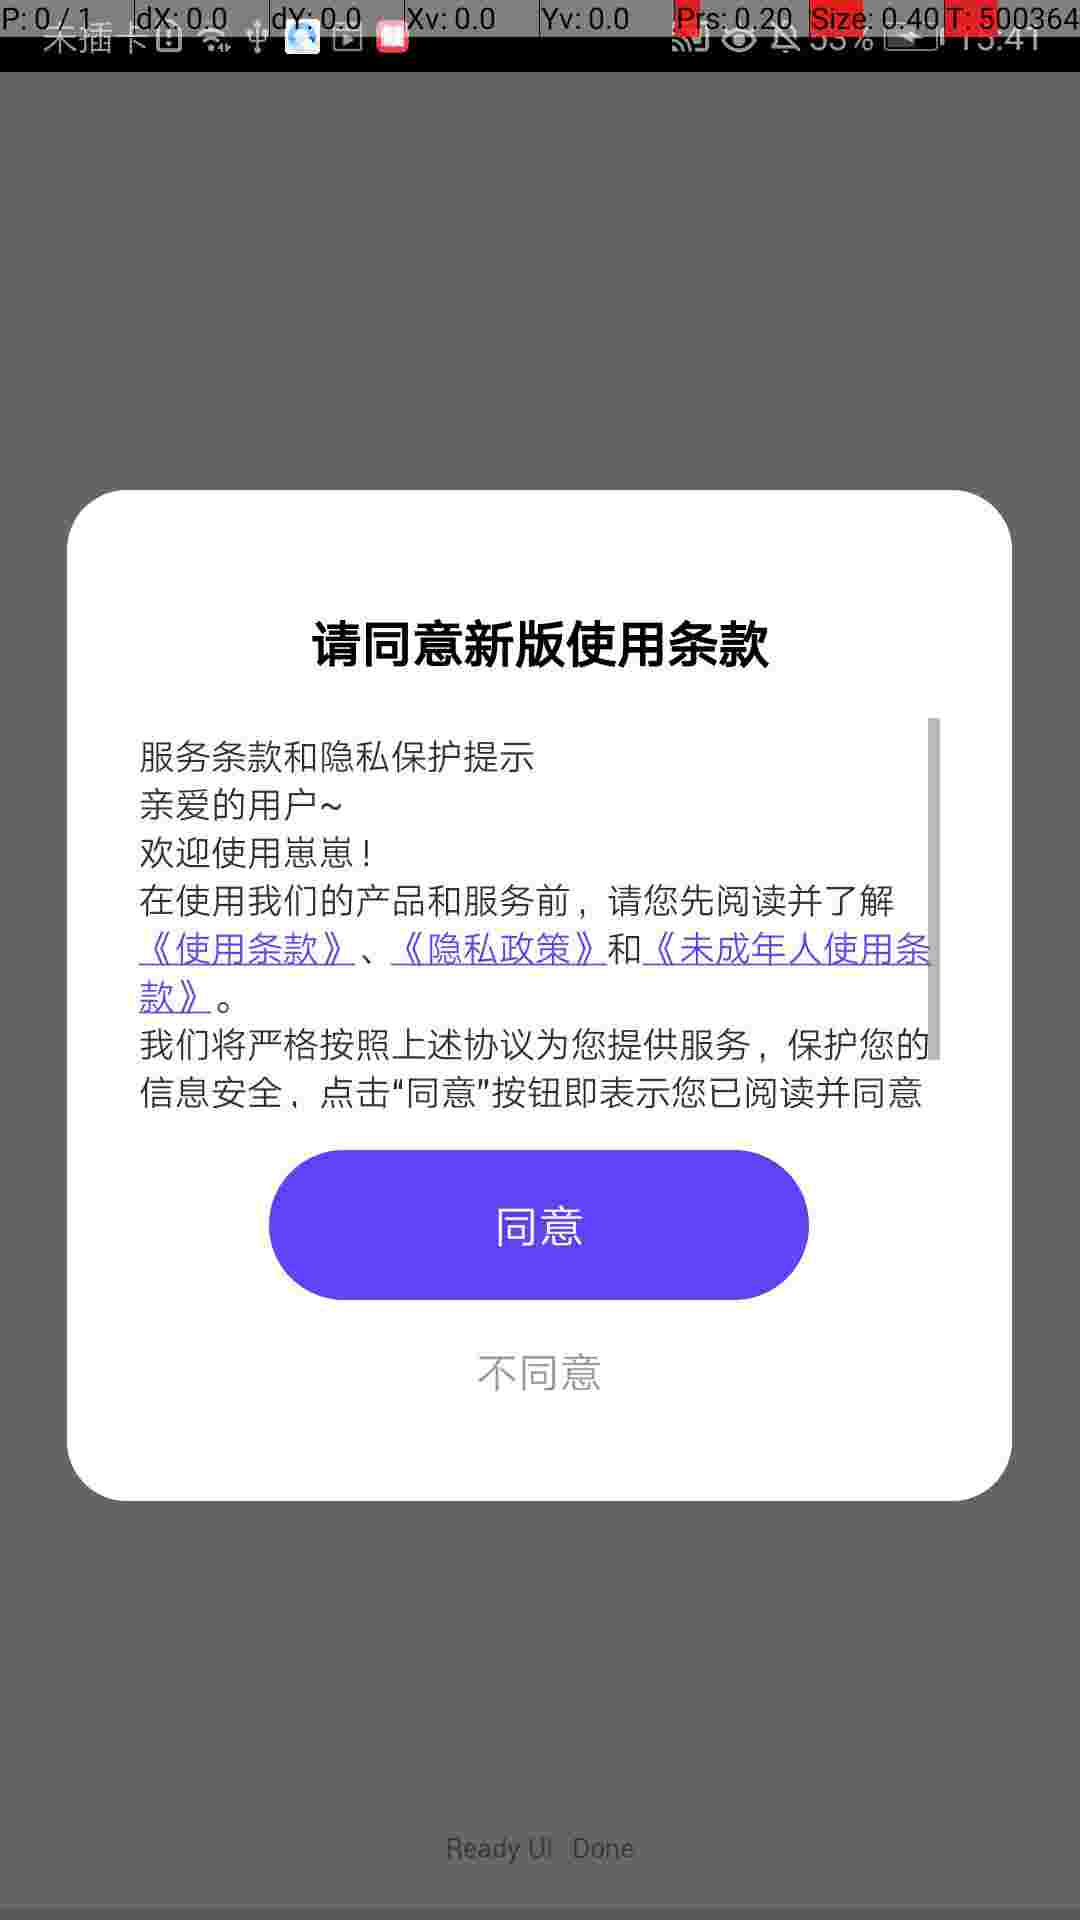 P: 0 / 1 dX: 0.0 dY: 0.0 Xv: 0.0 Yv: 0.0 Prs: 0.20 Size: 0.40 T: 500364
未插卡 53% 15:41
请同意新版使用条款
服务条款和隐私保护提示
亲爱的用户~
欢迎使用崽崽！
在使用我们的产品和服务前，请您先阅读并了解
《使用条款》、《隐私政策》和《未成年人使用条
款》。
我们将严格按照上述协议为您提供服务，保护您的
信息安全，点击“同意”按钮即表示您已阅读并同意
同意
不同意
Ready UI Done